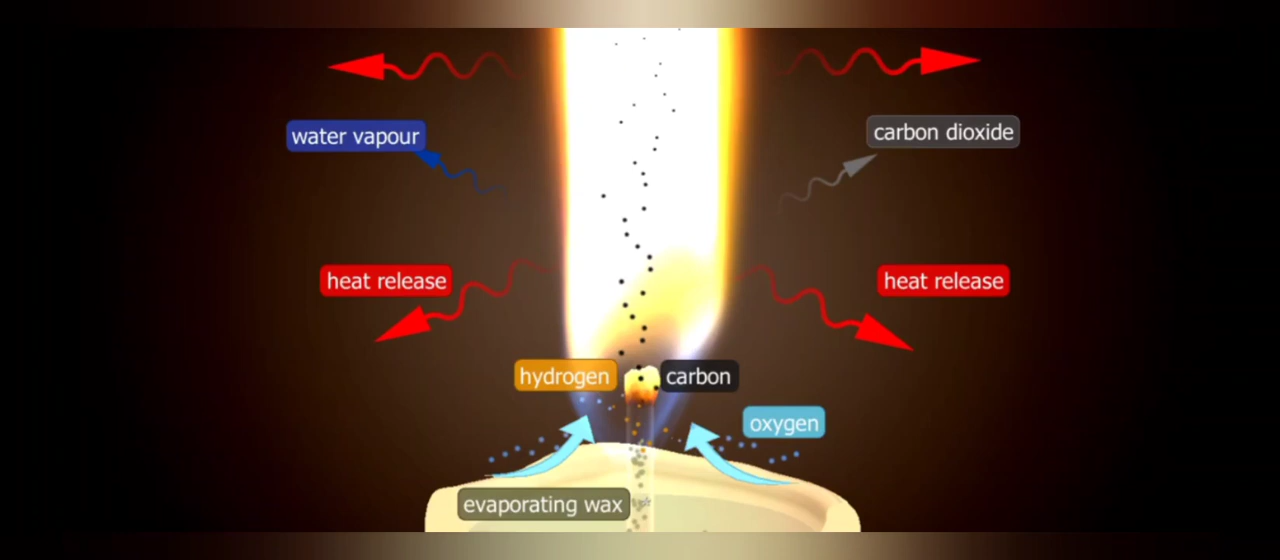 water vapour
carbon dioxide
heat release
heat release
hydrogen
carbon
oxygen
evaporating wax